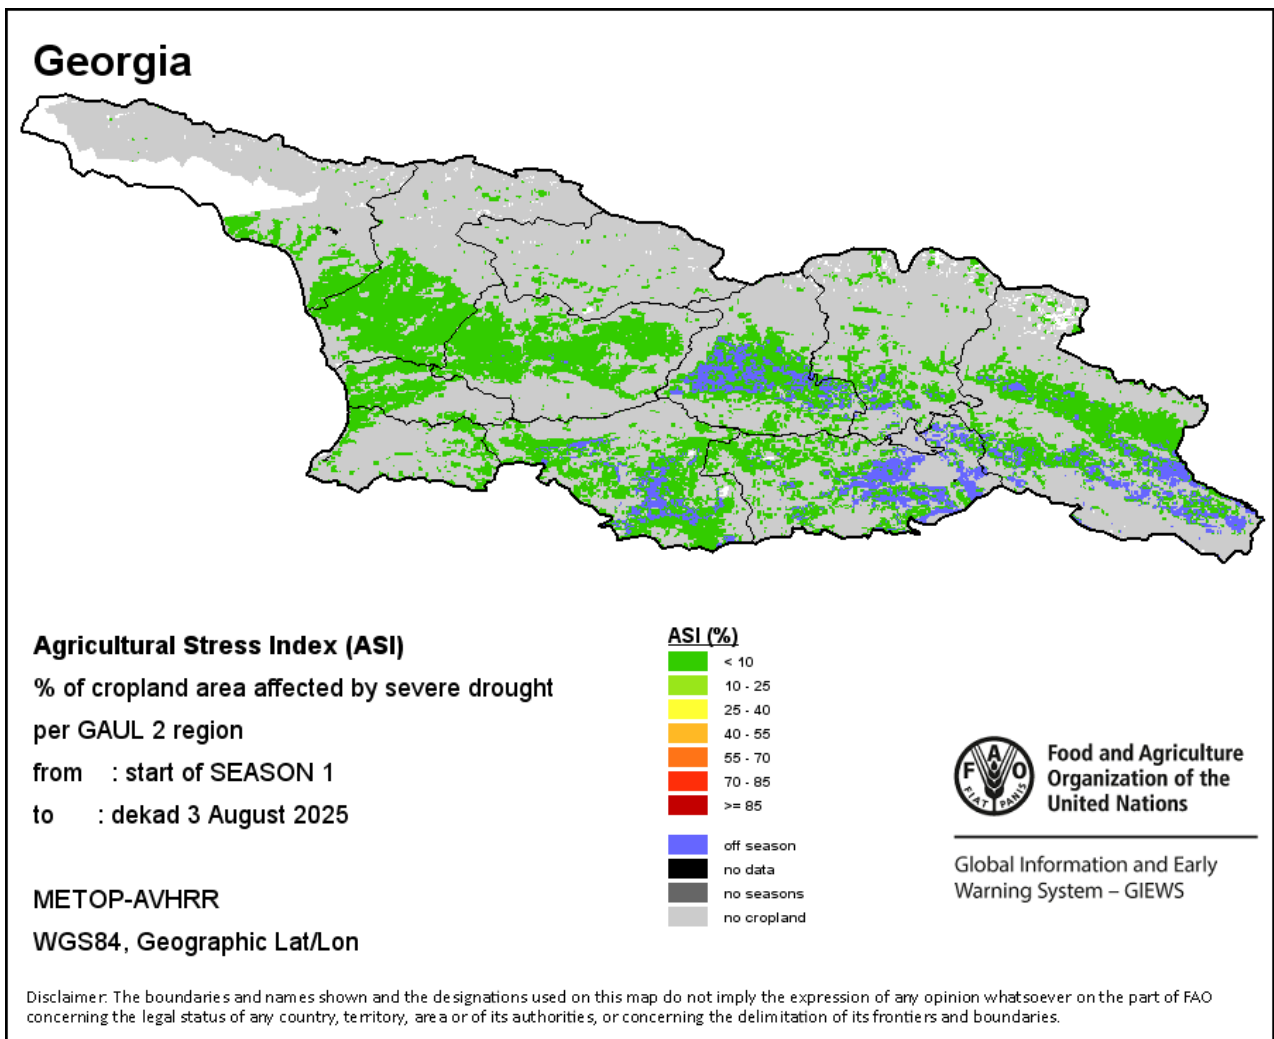 Georgia
Agricultural Stress Index (ASI)
% of cropland area affected by severe drought
per GAUL 2 region
from : start of SEASON 1
to : dekad 3 August 2025
METOP-AVHRR
WGS84, Geographic Lat/Lon
ASI (%)
< 10
10 - 25
25 - 40
40 - 55
55 - 70
70 - 85
>= 85
off season
no data
no seasons
no cropland
F A O
FIAT PANIS
Food and Agriculture
Organization of the
United Nations
Global Information and Early
Warning System – GIEWS
Disclaimer: The boundaries and names shown and the designations used on this map do not imply the expression of any opinion whatsoever on the part of FAO
concerning the legal status of any country, territory, area or of its authorities, or concerning the delimitation of its frontiers and boundaries.